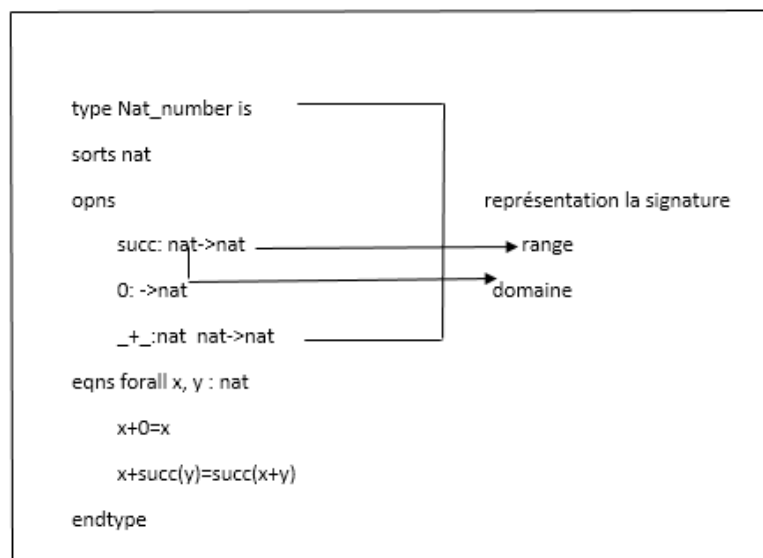 type Nat_number is
sorts nat
opns
représentation la signature
succ: nat->nat
range
0: ->nat
domaine
_+_:nat nat->nat
eqns forall x, y : nat
x+0=x
x+succ(y)=succ(x+y)
endtype